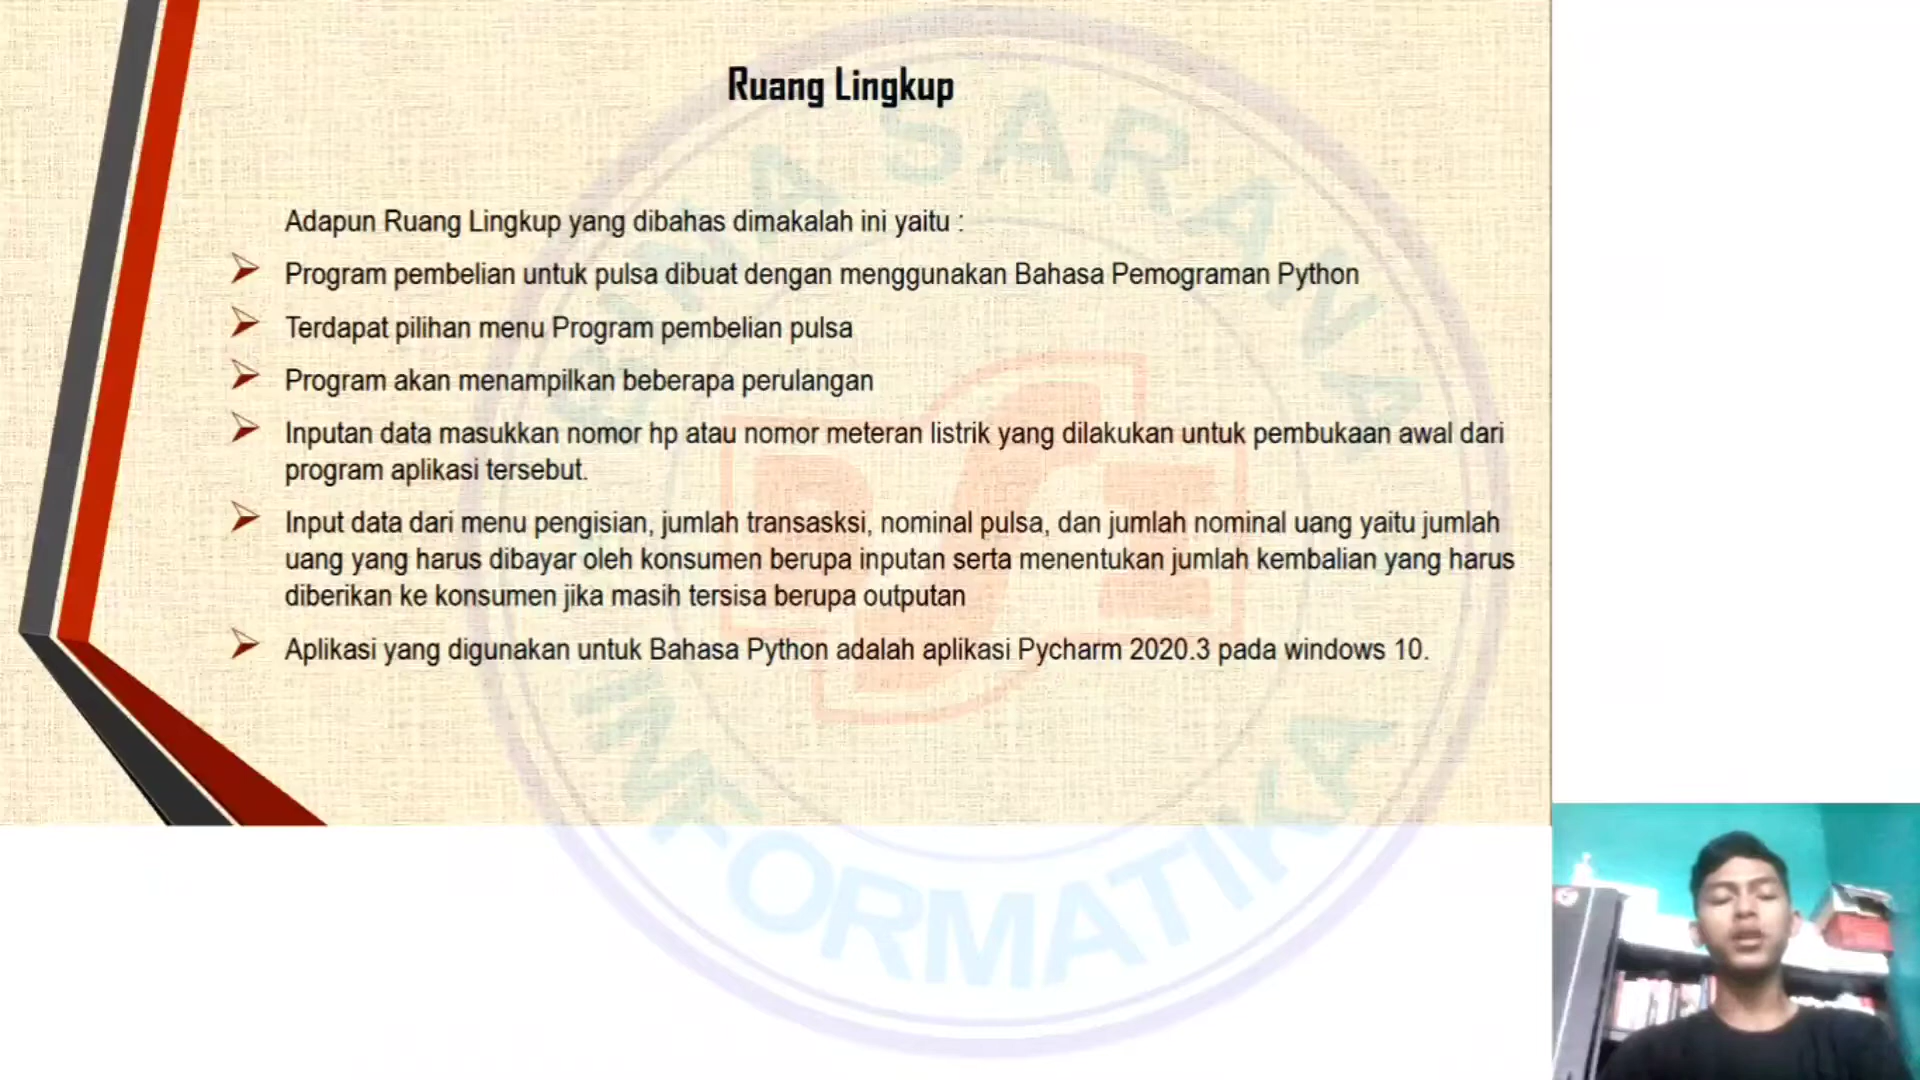 Ruang Lingkup
Adapun Ruang Lingkup yang dibahas dimakalah ini yaitu :
Program pembelian untuk pulsa dibuat dengan menggunakan Bahasa Pemograman Python
Terdapat pilihan menu Program pembelian pulsa
Program akan menampilkan beberapa perulangan
Inputan data masukkan nomor hp atau nomor meteran listrik yang dilakukan untuk pembukaan awal dari
program aplikasi tersebut.
Input data dari menu pengisian, jumlah transasksi, nominal pulsa, dan jumlah nominal uang yaitu jumlah
uang yang harus dibayar oleh konsumen berupa inputan serta menentukan jumlah kembalian yang harus
diberikan ke konsumen jika masih tersisa berupa outputan
Aplikasi yang digunakan untuk Bahasa Python adalah aplikasi Pycharm 2020.3 pada windows 10.
BINA SARANA
BSI
INFORMATIKA